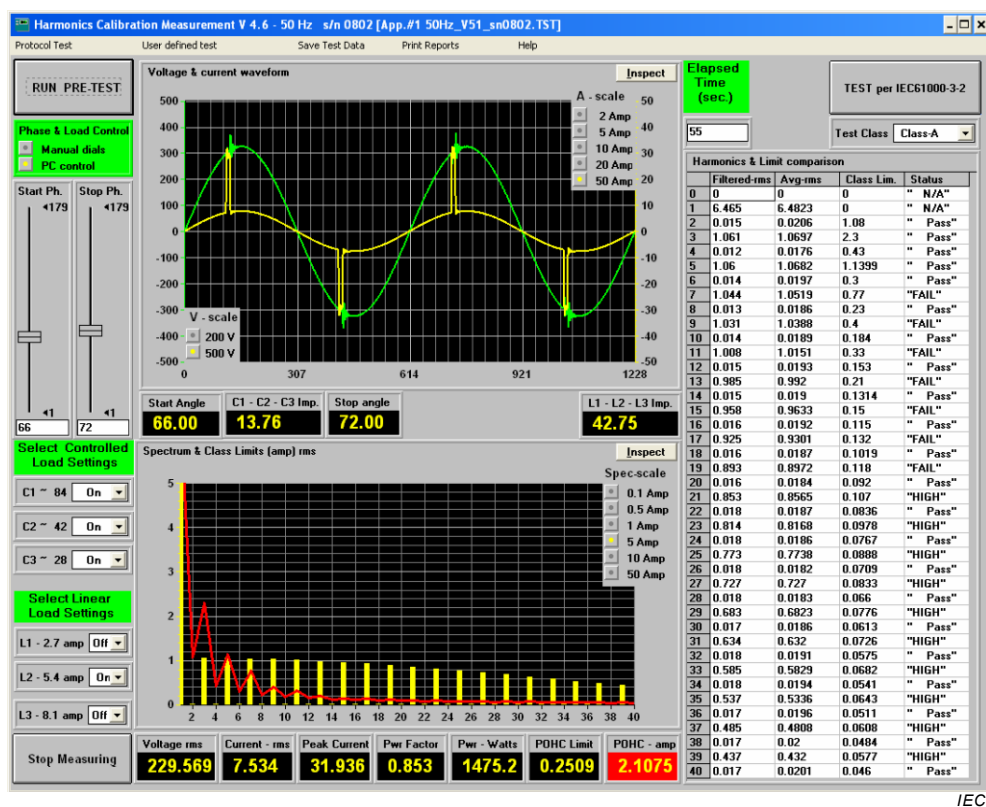 Harmonics Calibration Measurement V 4.6 - 50 Hz s/n 0802 [App.#1 50Hz_V51_sn0802.TST]
Protocol Test User defined test Save Test Data Print Reports Help
RUN PRE-TEST
Phase & Load Control
Manual dials
PC control
Start Ph. Stop Ph.
◂179 ◂179
◂1 ◂1
66 72
Select Controlled
Load Settings
C1 ~ 84 On
C2 ~ 42 On
C3 ~ 28 On
Select Linear
Load Settings
L1 - 2.7 amp Off
L2 - 5.4 amp On
L3 - 8.1 amp Off
Stop Measuring
Voltage & current waveform
Inspect
A - scale
2 Amp
5 Amp
10 Amp
20 Amp
50 Amp
500 50
400 40
300 30
200 20
100 10
0 0
-100 -10
-200 -20
-300 -30
-400 -40
-500 -50
V - scale
200 V
500 V
0 307 614 921 1228
Start Angle C1 - C2 - C3 Imp. Stop angle L1 - L2 - L3 Imp.
66.00 13.76 72.00 42.75
Spectrum & Class Limits (amp) rms
Inspect
Spec-scale
0.1 Amp
0.5 Amp
1 Amp
5 Amp
10 Amp
50 Amp
5
4
3
2
1
0
2 4 6 8 10 12 14 16 18 20 22 24 26 28 30 32 34 36 38 40
Voltage rms Current - rms Peak Current Pwr Factor Pwr - Watts POHC Limit POHC - amp
229.569 7.534 31.936 0.853 1475.2 0.2509 2.1075
Elapsed
Time
(sec.)
55
TEST per IEC61000-3-2
Test Class Class-A
Harmonics & Limit comparison
Filtered-rms Avg-rms Class Lim. Status
0 0 0 0 " N/A"
1 6.465 6.4823 0 " N/A"
2 0.015 0.0206 1.08 " Pass"
3 1.061 1.0697 2.3 " Pass"
4 0.012 0.0176 0.43 " Pass"
5 1.06 1.0682 1.1399 " Pass"
6 0.014 0.0197 0.3 " Pass"
7 1.044 1.0519 0.77 "FAIL"
8 0.013 0.0186 0.23 " Pass"
9 1.031 1.0388 0.4 "FAIL"
10 0.014 0.0189 0.184 " Pass"
11 1.008 1.0151 0.33 "FAIL"
12 0.015 0.0193 0.153 " Pass"
13 0.985 0.992 0.21 "FAIL"
14 0.015 0.019 0.1314 " Pass"
15 0.958 0.9633 0.15 "FAIL"
16 0.016 0.0192 0.115 " Pass"
17 0.925 0.9301 0.132 "FAIL"
18 0.016 0.0187 0.1019 " Pass"
19 0.893 0.8972 0.118 "FAIL"
20 0.016 0.0184 0.092 " Pass"
21 0.853 0.8565 0.107 "HIGH"
22 0.018 0.0187 0.0836 " Pass"
23 0.814 0.8168 0.0978 "HIGH"
24 0.018 0.0186 0.0767 " Pass"
25 0.773 0.7738 0.0888 "HIGH"
26 0.018 0.0182 0.0709 " Pass"
27 0.727 0.727 0.0833 "HIGH"
28 0.018 0.0183 0.066 " Pass"
29 0.683 0.6823 0.0776 "HIGH"
30 0.017 0.0186 0.0613 " Pass"
31 0.634 0.632 0.0726 "HIGH"
32 0.018 0.0191 0.0575 " Pass"
33 0.585 0.5829 0.0682 "HIGH"
34 0.018 0.0194 0.0541 " Pass"
35 0.537 0.5336 0.0643 "HIGH"
36 0.017 0.0196 0.0511 " Pass"
37 0.485 0.4808 0.0608 "HIGH"
38 0.017 0.02 0.0484 " Pass"
39 0.437 0.432 0.0577 "HIGH"
40 0.017 0.0201 0.046 " Pass"
IEC